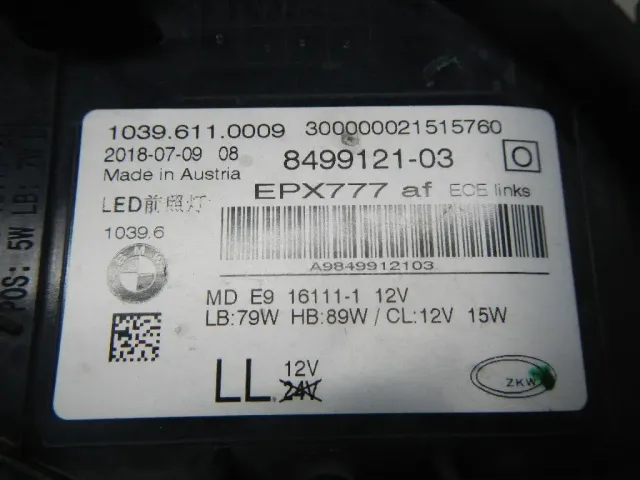 1039.611.0009 300000021515760
2018-07-09 08 8499121-03
Made in Austria
EPX777 af ECE links
LED前照灯
1039.6
A9849912103
BMW
MD E9 16111-1 12V
LB:79W HB:89W / CL:12V 15W
LL 12V
24V
ZKW
POS: 5W LB: